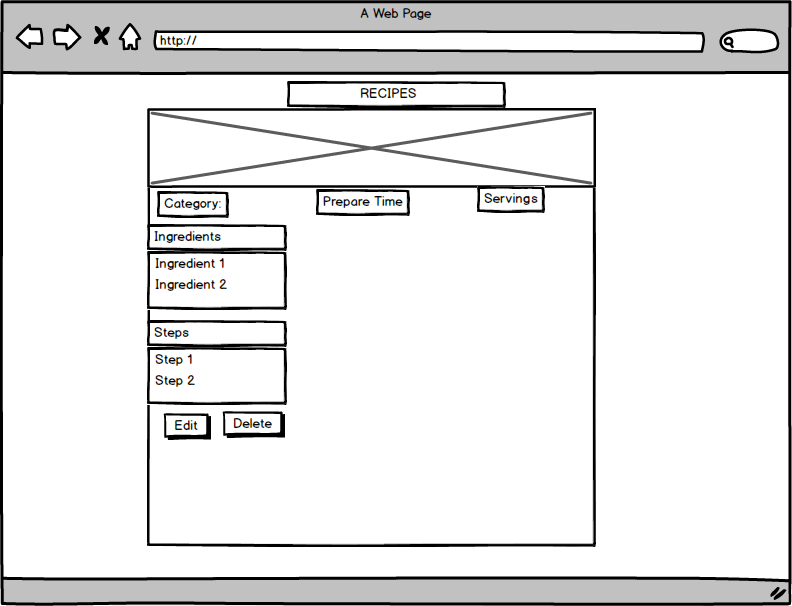 A Web Page
http://
RECIPES
Category:
Prepare Time
Servings
Ingredients
Ingredient 1
Ingredient 2
Steps
Step 1
Step 2
Edit
Delete